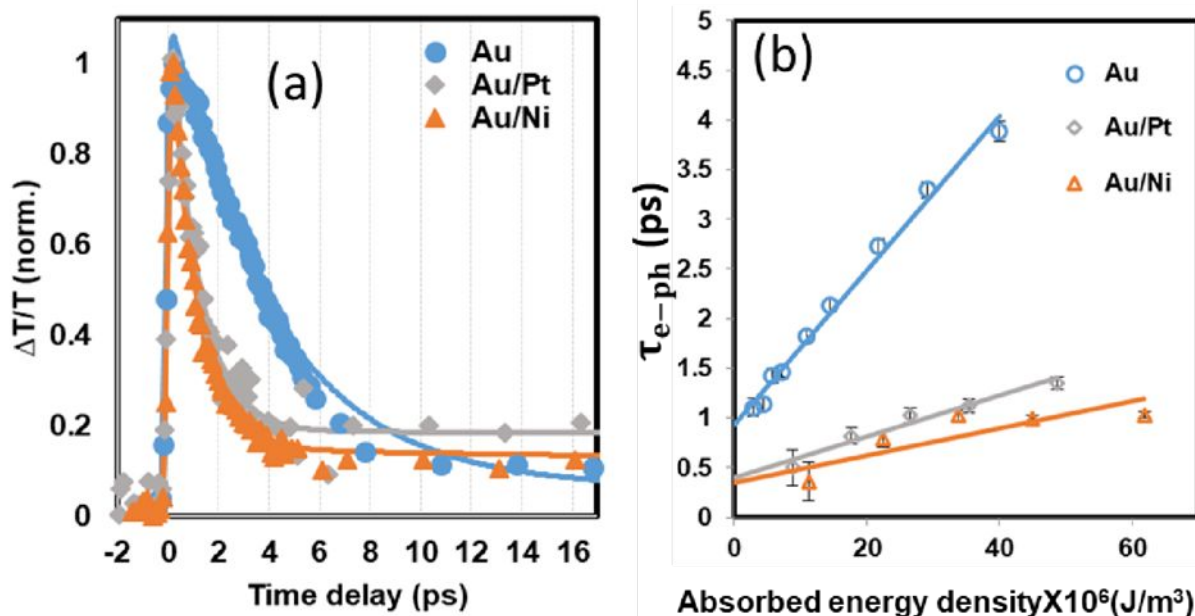 (a)
Au
Au/Pt
Au/Ni
ΔT/T (norm.)
1
0.8
0.6
0.4
0.2
0
-2 0 2 4 6 8 10 12 14 16
Time delay (ps)
(b)
Au
Au/Pt
Au/Ni
τe−ph (ps)
5
4.5
4
3.5
3
2.5
2
1.5
1
0.5
0
0 20 40 60
Absorbed energy densityX10⁶(J/m³)